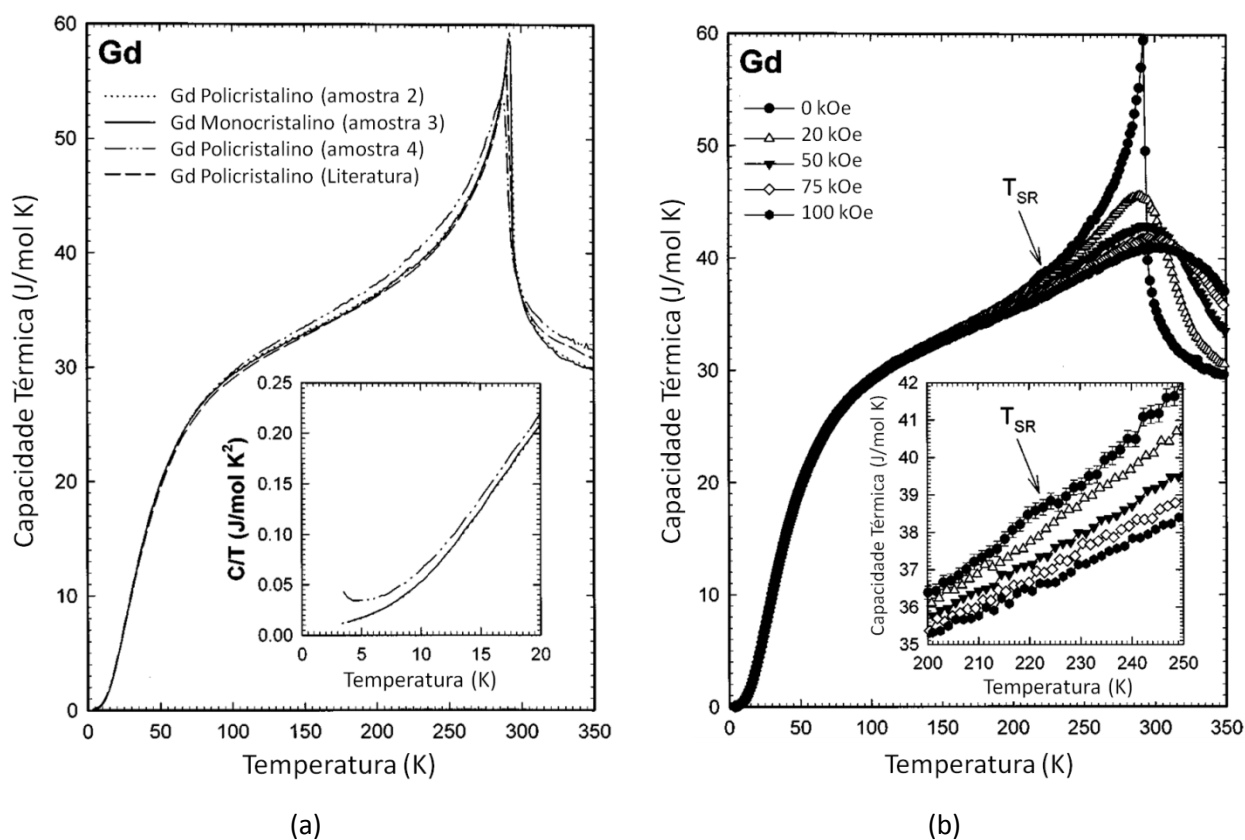 Gd
Gd Policristalino (amostra 2)
Gd Monocristalino (amostra 3)
Gd Policristalino (amostra 4)
Gd Policristalino (Literatura)
Capacidade Térmica (J/mol K)
60
50
40
30
20
10
0
C/T (J/mol K²)
0.25
0.20
0.15
0.10
0.05
0.00
0 5 10 15 20
Temperatura (K)
0 50 100 150 200 250 300 350
Temperatura (K)
(a)
Gd
0 kOe
20 kOe
50 kOe
75 kOe
100 kOe
TSR
Capacidade Térmica (J/mol K)
60
50
40
30
20
10
0
TSR
Capacidade Térmica (J/mol K)
42
41
40
39
38
37
36
35
200 210 220 230 240 250
Temperatura (K)
0 50 100 150 200 250 300 350
Temperatura (K)
(b)